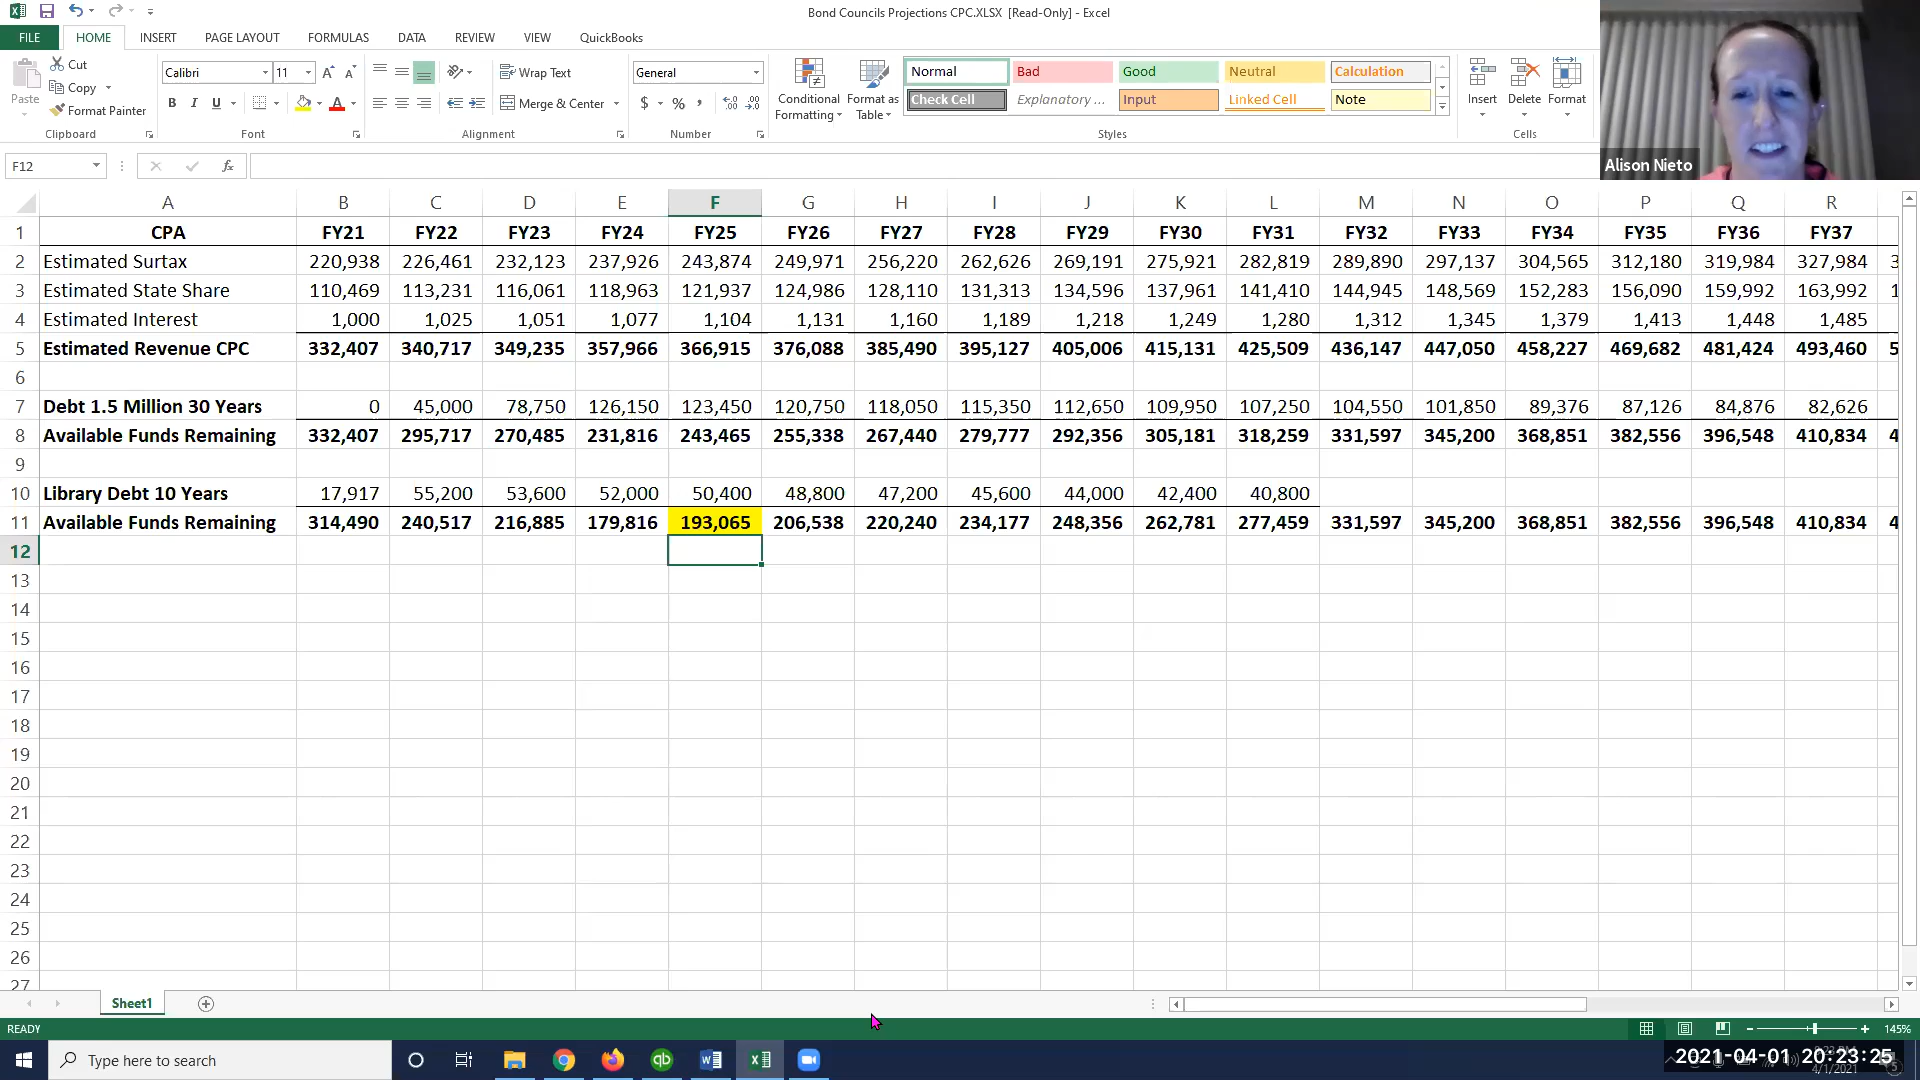 Bond Councils Projections CPC.XLSX [Read-Only] - Excel
FILE HOME INSERT PAGE LAYOUT FORMULAS DATA REVIEW VIEW QuickBooks
Paste Cut Copy Format Painter Clipboard
Calibri 11 B I U Font
Wrap Text Merge & Center Alignment
General $ % , Number
Conditional Formatting Format as Table
Normal Bad Good Neutral Calculation
Check Cell Explanatory ... Input Linked Cell Note
Styles
Insert Delete Format Cells
Alison Nieto
F12 fx
A B C D E F G H I J K L M N O P Q R
1 CPA FY21 FY22 FY23 FY24 FY25 FY26 FY27 FY28 FY29 FY30 FY31 FY32 FY33 FY34 FY35 FY36 FY37
2 Estimated Surtax 220,938 226,461 232,123 237,926 243,874 249,971 256,220 262,626 269,191 275,921 282,819 289,890 297,137 304,565 312,180 319,984 327,984 3
3 Estimated State Share 110,469 113,231 116,061 118,963 121,937 124,986 128,110 131,313 134,596 137,961 141,410 144,945 148,569 152,283 156,090 159,992 163,992 1
4 Estimated Interest 1,000 1,025 1,051 1,077 1,104 1,131 1,160 1,189 1,218 1,249 1,280 1,312 1,345 1,379 1,413 1,448 1,485
5 Estimated Revenue CPC 332,407 340,717 349,235 357,966 366,915 376,088 385,490 395,127 405,006 415,131 425,509 436,147 447,050 458,227 469,682 481,424 493,460 5
6
7 Debt 1.5 Million 30 Years 0 45,000 78,750 126,150 123,450 120,750 118,050 115,350 112,650 109,950 107,250 104,550 101,850 89,376 87,126 84,876 82,626
8 Available Funds Remaining 332,407 295,717 270,485 231,816 243,465 255,338 267,440 279,777 292,356 305,181 318,259 331,597 345,200 368,851 382,556 396,548 410,834 4
9
10 Library Debt 10 Years 17,917 55,200 53,600 52,000 50,400 48,800 47,200 45,600 44,000 42,400 40,800
11 Available Funds Remaining 314,490 240,517 216,885 179,816 193,065 206,538 220,240 234,177 248,356 262,781 277,459 331,597 345,200 368,851 382,556 396,548 410,834 4
12
13
14
15
16
17
18
19
20
21
22
23
24
25
26
27
Sheet1
READY 145%
Type here to search
2021-04-01 20:23:25
4/1/2021